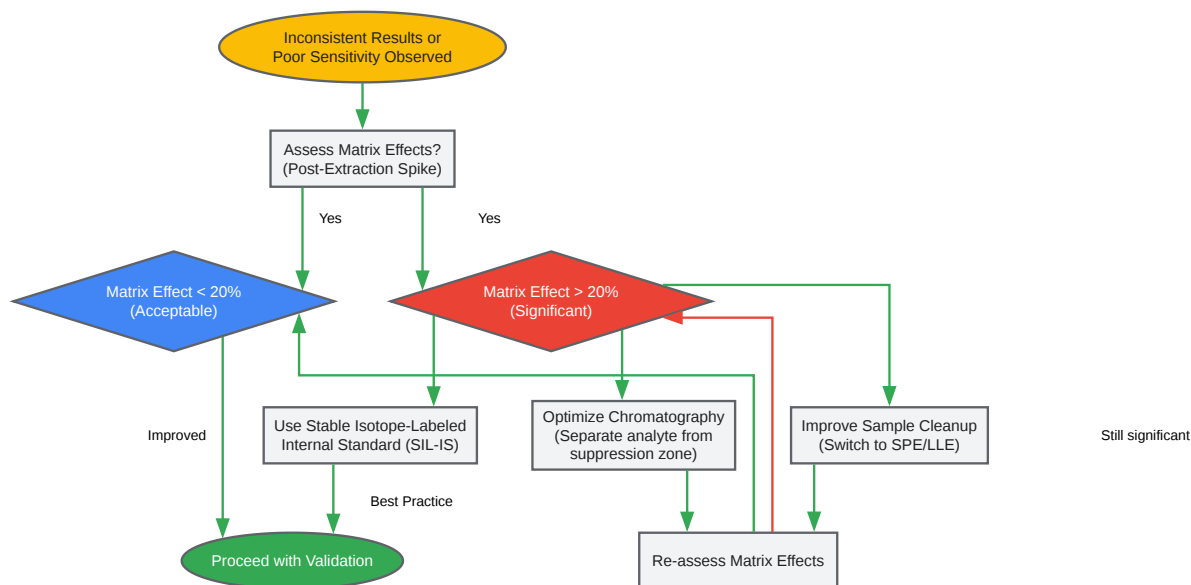 Inconsistent Results or
Poor Sensitivity Observed
Assess Matrix Effects?
(Post-Extraction Spike)
Yes
Yes
Matrix Effect < 20%
(Acceptable)
Matrix Effect > 20%
(Significant)
Improved
Use Stable Isotope-Labeled
Internal Standard (SIL-IS)
Optimize Chromatography
(Separate analyte from
suppression zone)
Improve Sample Cleanup
(Switch to SPE/LLE)
Still significant
Best Practice
Proceed with Validation
Re-assess Matrix Effects